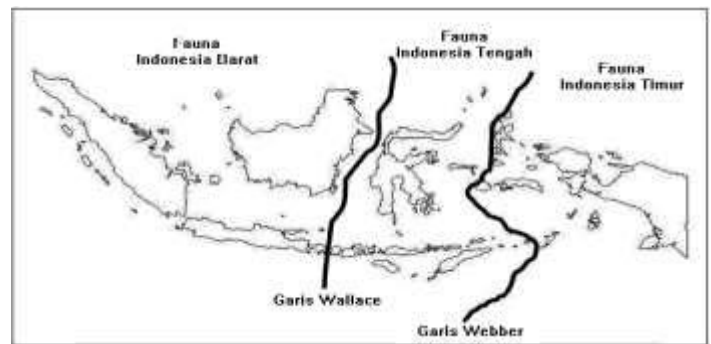 Fauna
Indonesia Barat
Fauna
Indonesia Tengah
Fauna
Indonesia Timur
Garis Wallace
Garis Webber